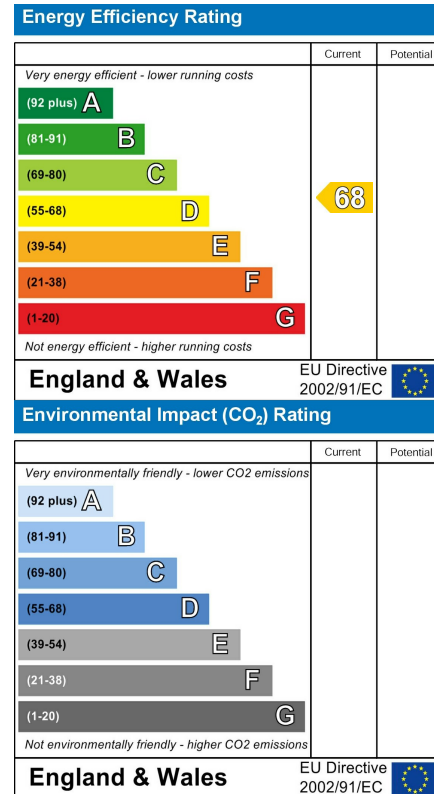 Energy Efficiency Rating
Current Potential
Very energy efficient - lower running costs
(92 plus) A
(81-91) B
(69-80) C
(55-68) D
68
(39-54) E
(21-38) F
(1-20) G
Not energy efficient - higher running costs
England & Wales
EU Directive
2002/91/EC
Environmental Impact (CO₂) Rating
Current Potential
Very environmentally friendly - lower CO2 emissions
(92 plus) A
(81-91) B
(69-80) C
(55-68) D
(39-54) E
(21-38) F
(1-20) G
Not environmentally friendly - higher CO2 emissions
England & Wales
EU Directive
2002/91/EC